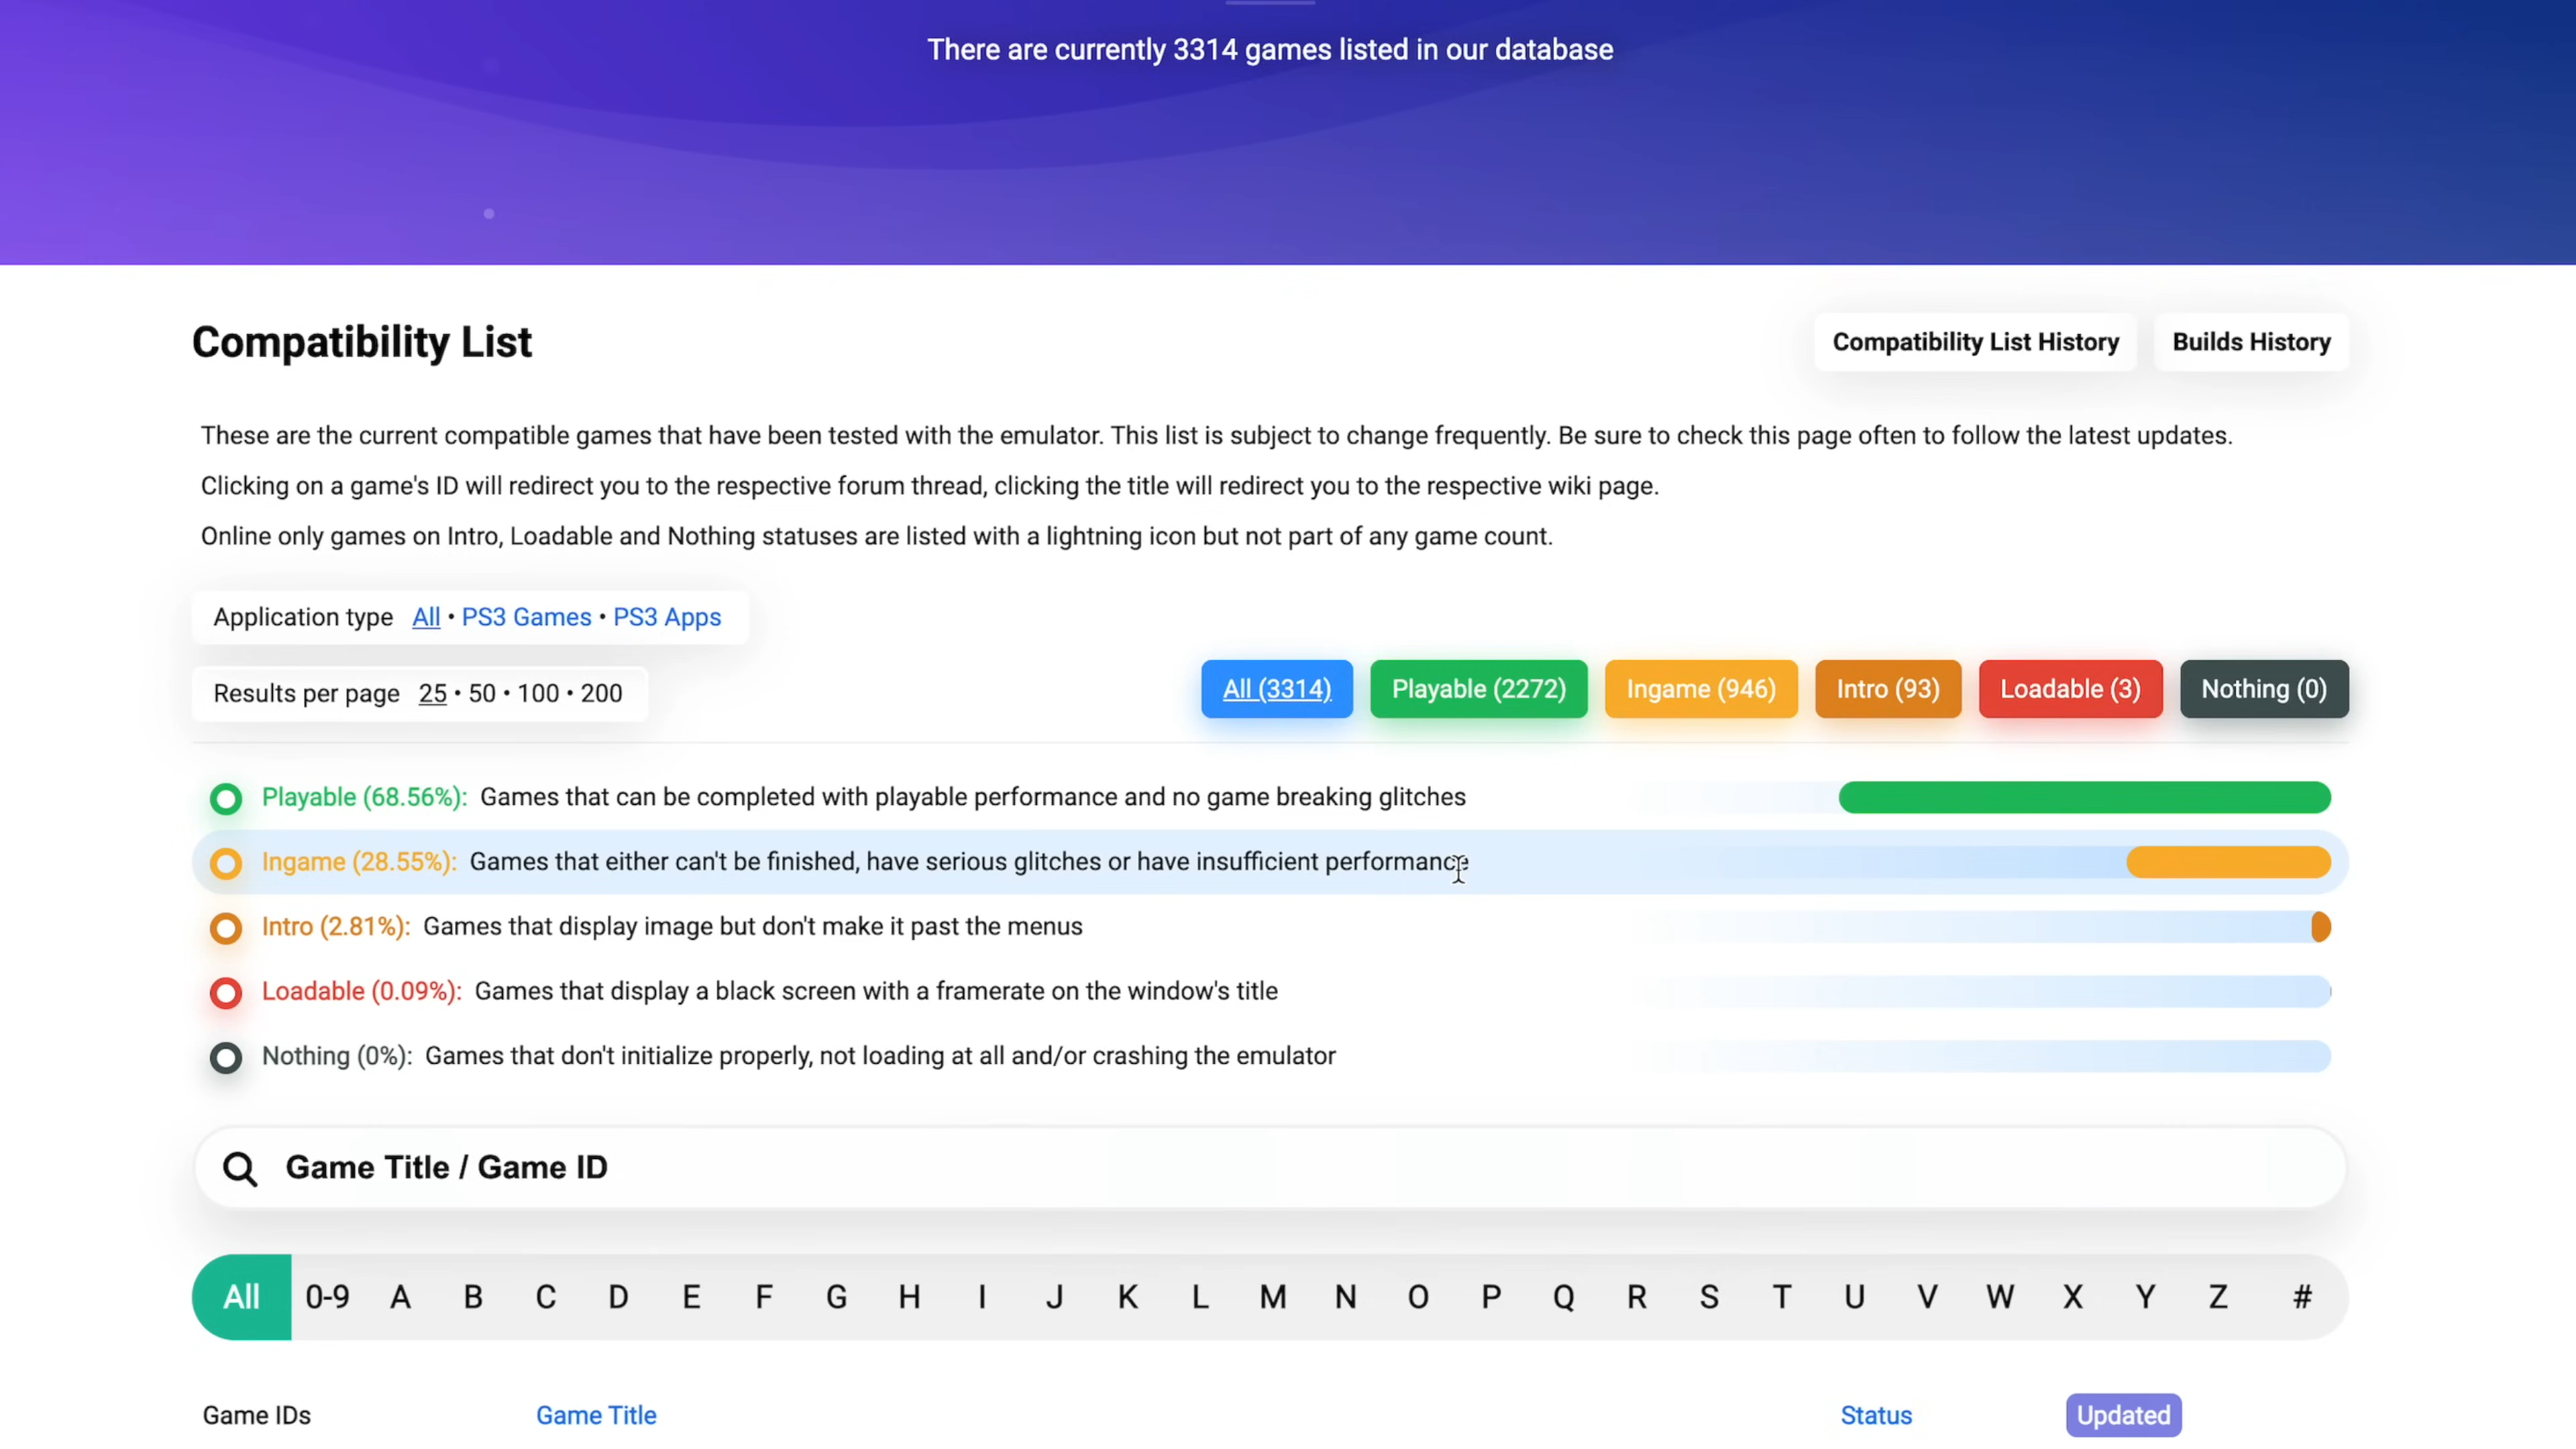 There are currently 3314 games listed in our database
Compatibility List
Compatibility List History
Builds History
These are the current compatible games that have been tested with the emulator. This list is subject to change frequently. Be sure to check this page often to follow the latest updates.
Clicking on a game's ID will redirect you to the respective forum thread, clicking the title will redirect you to the respective wiki page.
Online only games on Intro, Loadable and Nothing statuses are listed with a lightning icon but not part of any game count.
Application type All • PS3 Games • PS3 Apps
Results per page 25 • 50 • 100 • 200
All (3314) Playable (2272) Ingame (946) Intro (93) Loadable (3) Nothing (0)
Playable (68.56%): Games that can be completed with playable performance and no game breaking glitches
Ingame (28.55%): Games that either can't be finished, have serious glitches or have insufficient performance
Intro (2.81%): Games that display image but don't make it past the menus
Loadable (0.09%): Games that display a black screen with a framerate on the window's title
Nothing (0%): Games that don't initialize properly, not loading at all and/or crashing the emulator
Game Title / Game ID
All 0-9 A B C D E F G H I J K L M N O P Q R S T U V W X Y Z #
Game IDs Game Title Status Updated